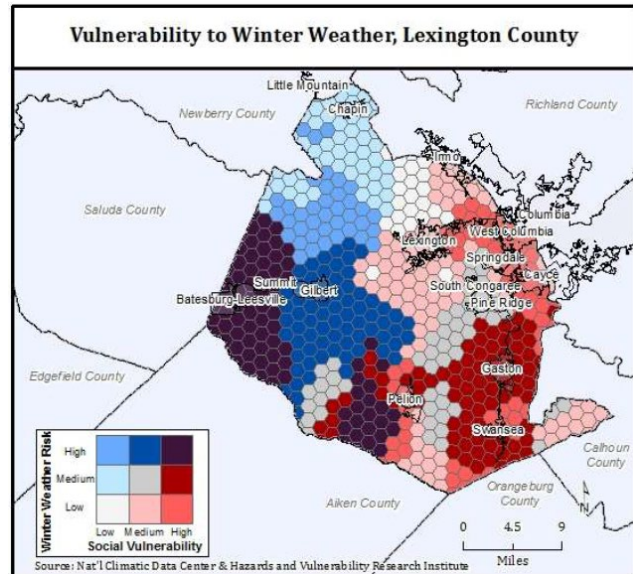 Vulnerability to Winter Weather, Lexington County
Little Mountain
Newberry County
Chapin
Richland County
Irmo
Saluda County
Columbia
West Columbia
Lexington
Springdale
Cayce
Summit
Gilbert
South Congaree
Batesburg-Leesville
Pine Ridge
Edgefield County
Gaston
Pelion
Swansea
Calhoun
County
Orangeburg
County
Aiken County
N
Winter Weather Risk
High
Medium
Low
Low Medium High
Social Vulnerability
0 4.5 9
Miles
Source: Nat'l Climatic Data Center & Hazards and Vulnerability Research Institute